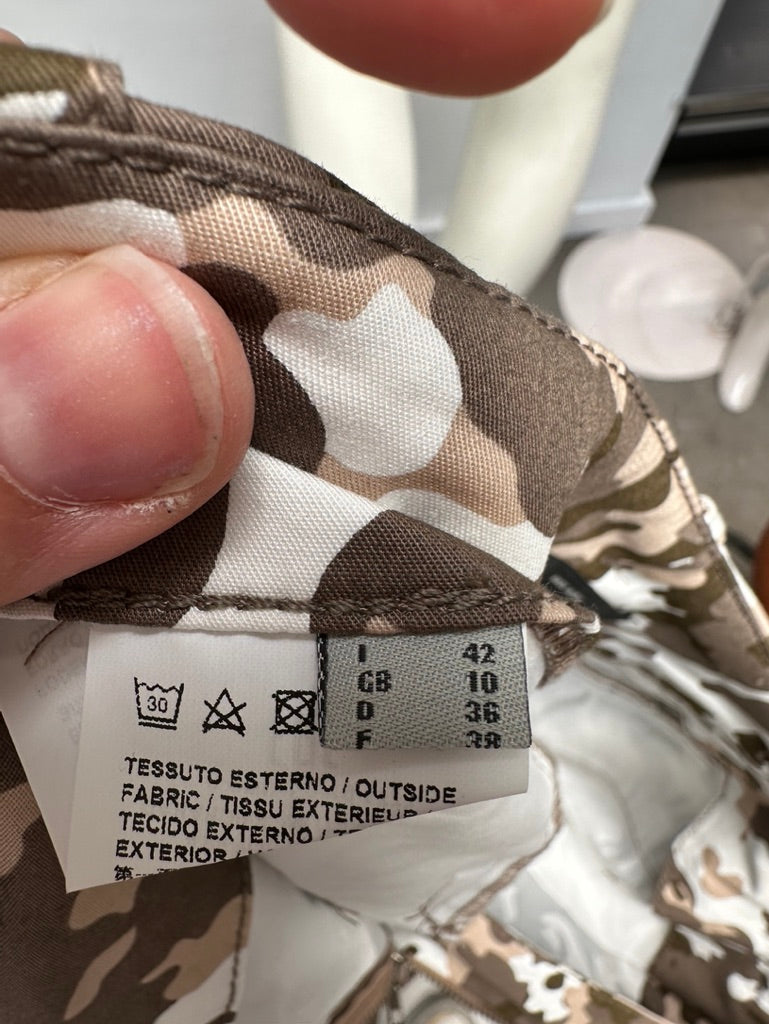 I 42
GB 10
D 36
F 38
30
TESSUTO ESTERNO / OUTSIDE
FABRIC / TISSU EXTERIEUR
TECIDO EXTERNO /
EXTERIOR /